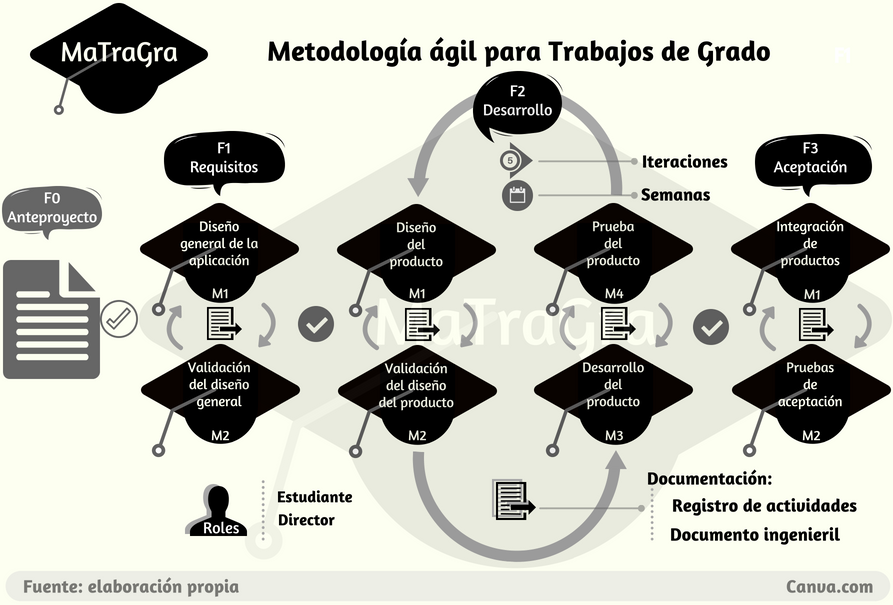 MaTraGra
Metodología ágil para Trabajos de Grado
F1
F2
Desarrollo
F1
Requisitos
F3
Aceptación
5
Iteraciones
Semanas
F0
Anteproyecto
Diseño
general de la
aplicación
M1
Diseño
del
producto
M1
Prueba
del
producto
M4
Integración
de
productos
M1
MaTraGra
Validación
del diseño
general
M2
Validación
del diseño
del producto
M2
Desarrollo
del
producto
M3
Pruebas
de
aceptación
M2
Roles
Estudiante
Director
Documentación:
Registro de actividades
Documento ingenieril
Fuente: elaboración propia
Canva.com